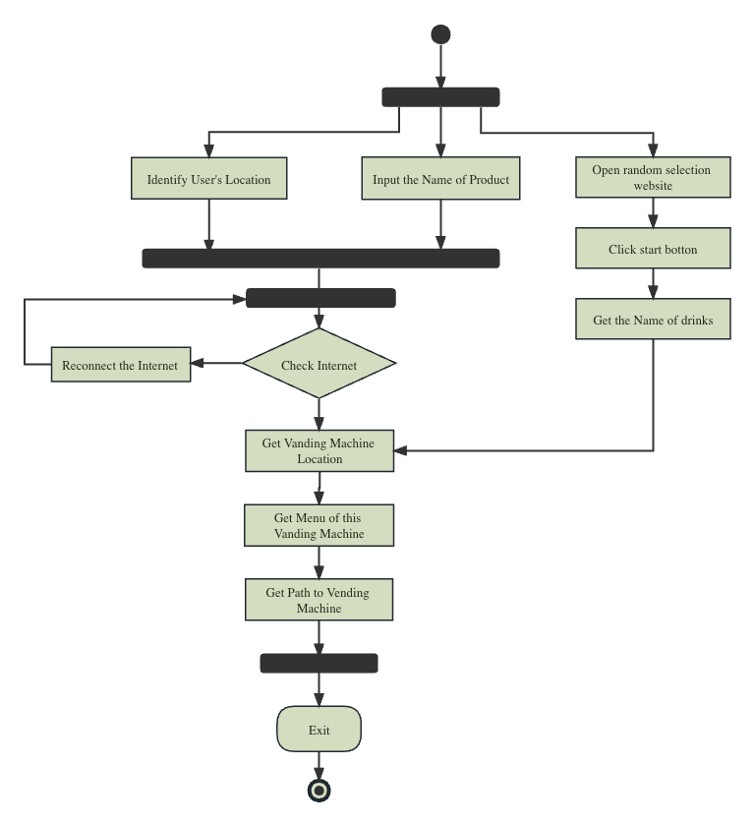 Identify User's Location
Input the Name of Product
Open random selection
website
Click start botton
Get the Name of drinks
Reconnect the Internet
Check Internet
Get Vanding Machine
Location
Get Menu of this
Vanding Machine
Get Path to Vending
Machine
Exit